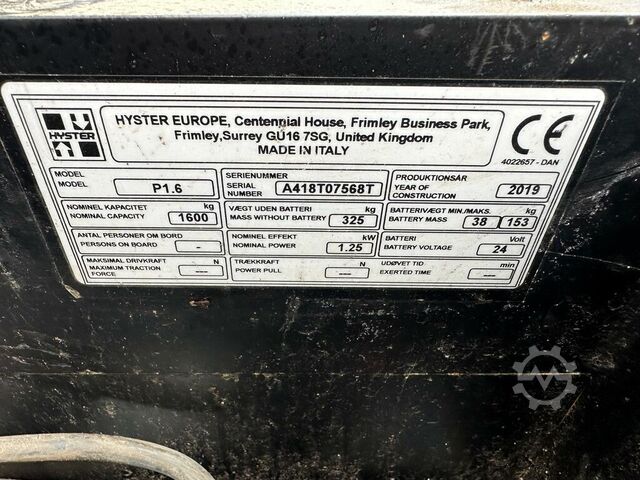 HYSTER
HYSTER EUROPE, Centennial House, Frimley Business Park,
Frimley,Surrey GU16 7SG, United Kingdom
MADE IN ITALY
CE
4022657 - DAN
MODEL
MODEL P1.6
SERIENUMMER
SERIAL NUMBER A418T07568T
PRODUKTIONSÅR
YEAR OF CONSTRUCTION 2019
NOMINEL KAPACITET kg
NOMINAL CAPACITY 1600
VÆGT UDEN BATTERI kg
MASS WITHOUT BATTERY 325
BATTERIVÆGT MIN./MAKS. kg
BATTERY MASS 38 153
ANTAL PERSONER OM BORD
PERSONS ON BOARD -
NOMINEL EFFEKT kW
NOMINAL POWER 1.25
BATTERI Volt
BATTERY VOLTAGE 24
MAKSIMAL DRIVKRAFT N
MAXIMUM TRACTION FORCE ---
TRÆKKRAFT N
POWER PULL ---
UDØVET TID min
EXERTED TIME ---